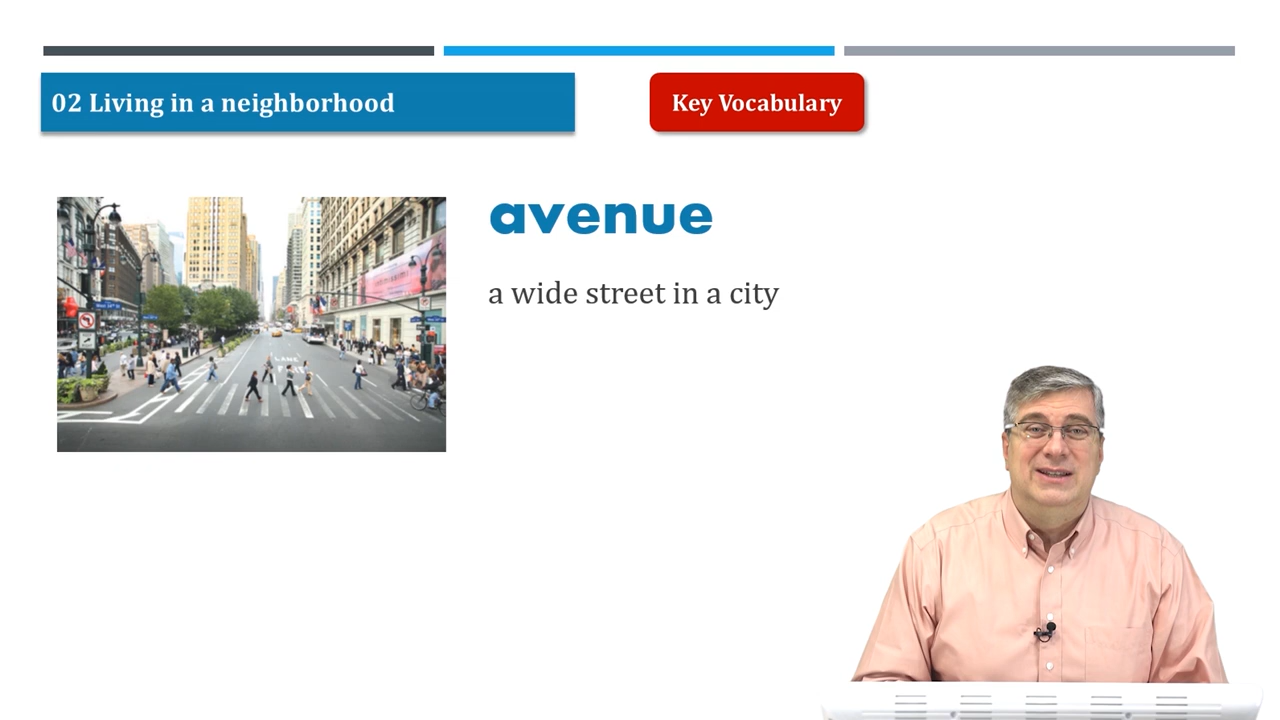 02 Living in a neighborhood
Key Vocabulary
avenue
a wide street in a city